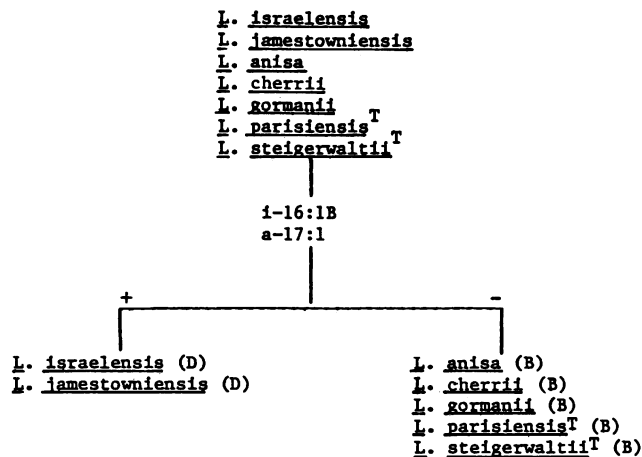 L. israelensis
L. jamestowniensis
L. anisa
L. cherrii
L. gormanii
L. parisiensisᵀ
L. steigerwaltiiᵀ
i-16:1B
a-17:1
+ -
L. israelensis (D)
L. jamestowniensis (D)
L. anisa (B)
L. cherrii (B)
L. gormanii (B)
L. parisiensisᵀ (B)
L. steigerwaltiiᵀ (B)